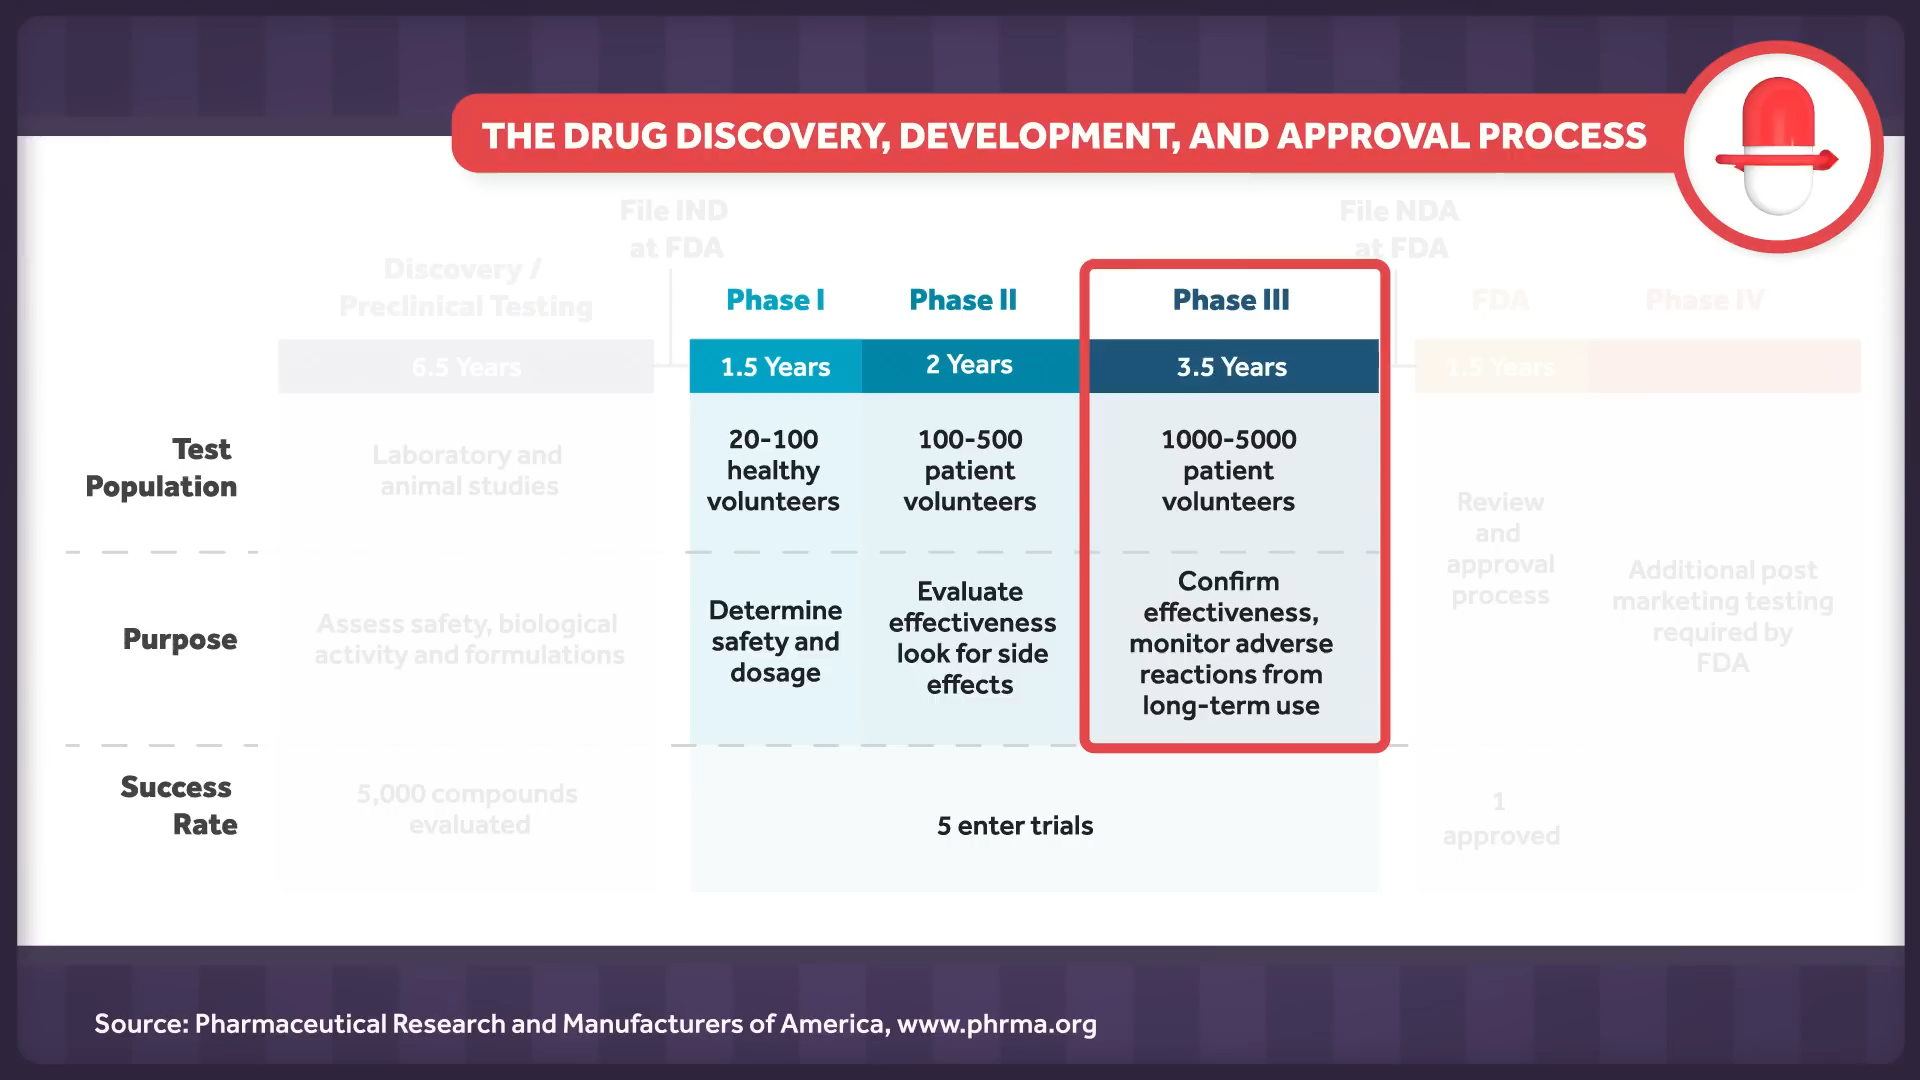 THE DRUG DISCOVERY, DEVELOPMENT, AND APPROVAL PROCESS
File IND
at FDA
File NDA
at FDA
Discovery /
Preclinical Testing
Phase I
Phase II
Phase III
FDA
Phase IV
6.5 Years
1.5 Years
2 Years
3.5 Years
1.5 Years
Test
Population
Laboratory and
animal studies
20-100
healthy
volunteers
100-500
patient
volunteers
1000-5000
patient
volunteers
Review
and
approval
process
Additional post
marketing testing
required by
FDA
Purpose
Assess safety, biological
activity and formulations
Determine
safety and
dosage
Evaluate
effectiveness
look for side
effects
Confirm
effectiveness,
monitor adverse
reactions from
long-term use
Success
Rate
5,000 compounds
evaluated
5 enter trials
1
approved
Source: Pharmaceutical Research and Manufacturers of America, www.phrma.org